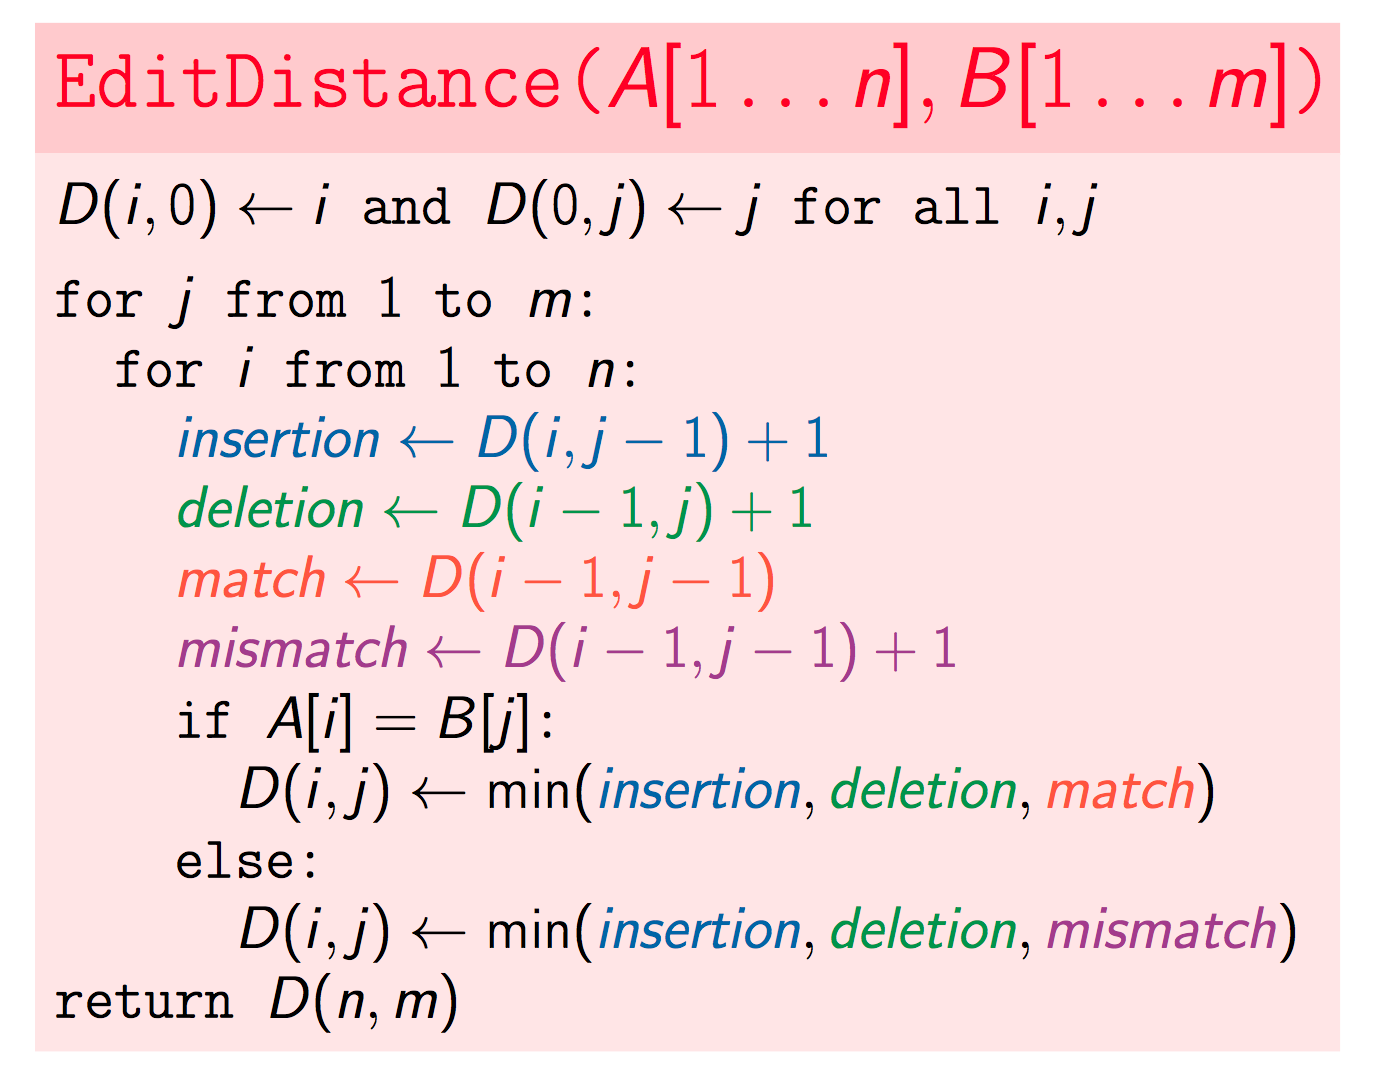 EditDistance(A[1 … n], B[1 … m])
D(i, 0) ← i and D(0, j) ← j for all i, j
for j from 1 to m:
for i from 1 to n:
insertion ← D(i, j − 1) + 1
deletion ← D(i − 1, j) + 1
match ← D(i − 1, j − 1)
mismatch ← D(i − 1, j − 1) + 1
if A[i] = B[j]:
D(i, j) ← min(insertion, deletion, match)
else:
D(i, j) ← min(insertion, deletion, mismatch)
return D(n, m)